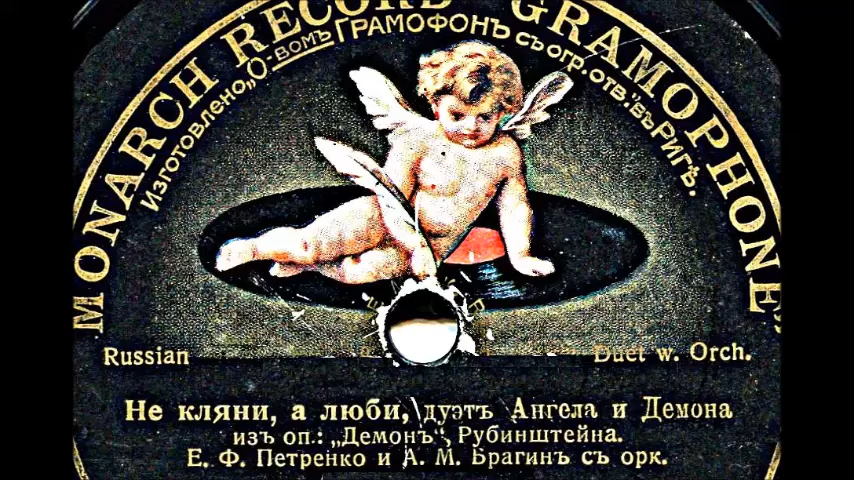 MONARCH RECORD "GRAMOPHONE"
Изготовлено „О-вомъ ГРАМОФОНЪ съ огр. отв." въ Ригѣ.
Russian
Duet w. Orch.
Не кляни, а люби, дуэтъ Ангела и Демона
изъ оп.: „Демонъ", Рубинштейна.
Е. Ф. Петренко и А. М. Брагинъ съ орк.